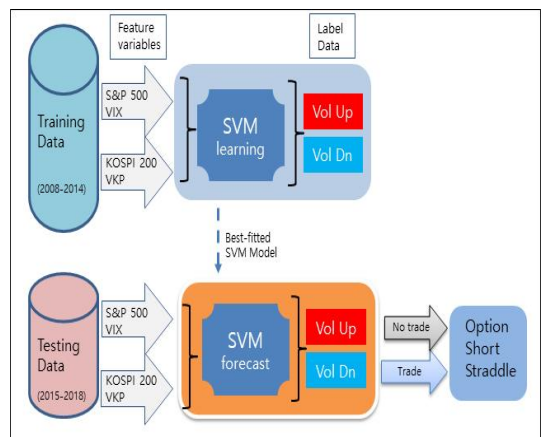 Feature
variables
Label
Data
Training
Data
(2008-2014)
S&P 500
VIX
KOSPI 200
VKP
SVM
learning
Vol Up
Vol Dn
Best-fitted
SVM Model
Testing
Data
(2015-2018)
S&P 500
VIX
KOSPI 200
VKP
SVM
forecast
Vol Up
Vol Dn
No trade
Trade
Option
Short
Straddle